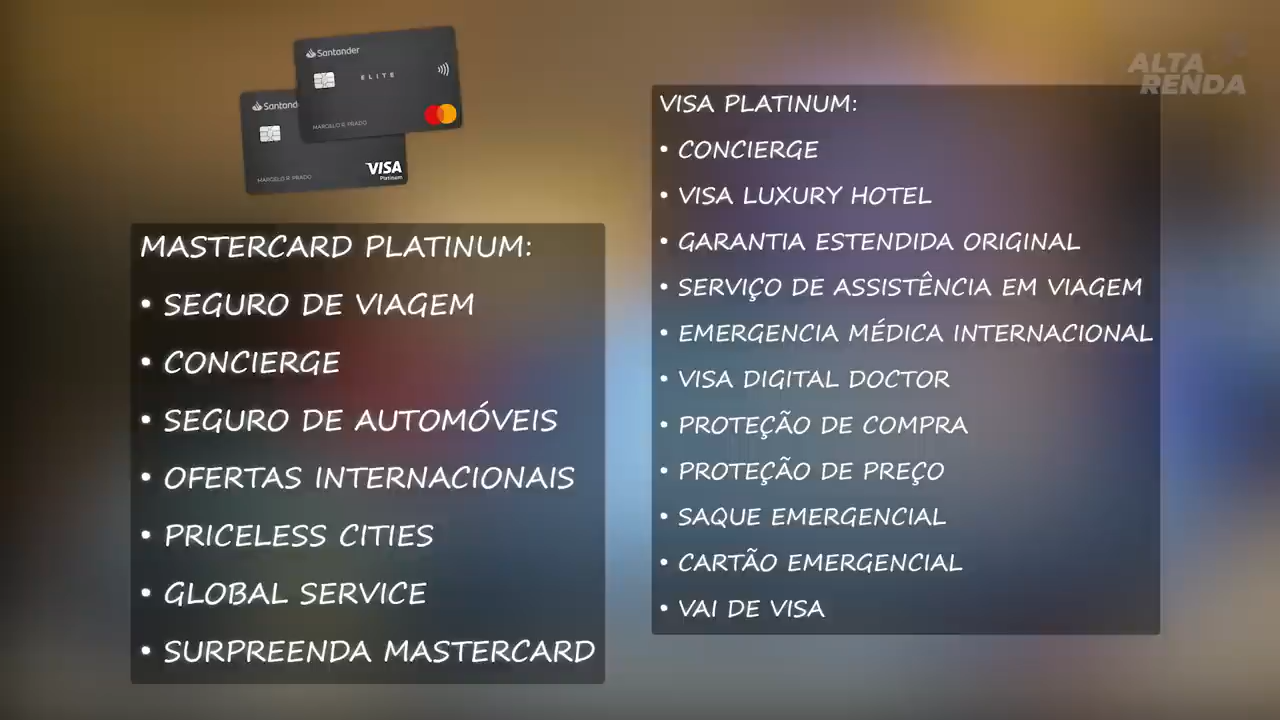 Santander
ELITE
MARCELO R PRADO
Santand
MARCELO R PRADO
VISA
Platinum
ALTA
RENDA
MASTERCARD PLATINUM:
• SEGURO DE VIAGEM
• CONCIERGE
• SEGURO DE AUTOMÓVEIS
• OFERTAS INTERNACIONAIS
• PRICELESS CITIES
• GLOBAL SERVICE
• SURPREENDA MASTERCARD
VISA PLATINUM:
• CONCIERGE
• VISA LUXURY HOTEL
• GARANTIA ESTENDIDA ORIGINAL
• SERVIÇO DE ASSISTÊNCIA EM VIAGEM
• EMERGENCIA MÉDICA INTERNACIONAL
• VISA DIGITAL DOCTOR
• PROTEÇÃO DE COMPRA
• PROTEÇÃO DE PREÇO
• SAQUE EMERGENCIAL
• CARTÃO EMERGENCIAL
• VAI DE VISA